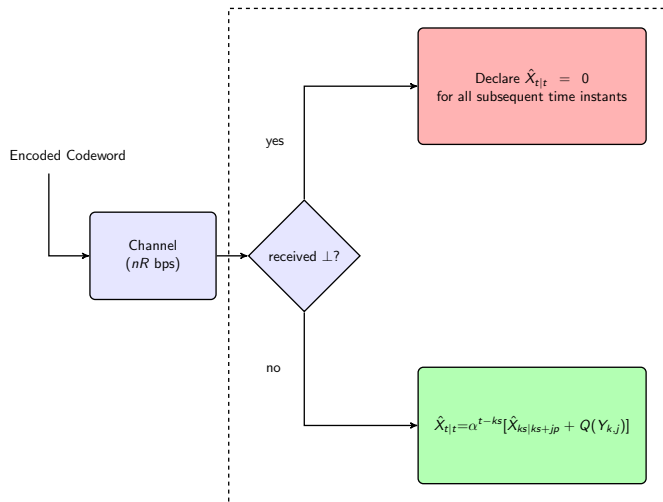 Declare X̂_{t|t} = 0
for all subsequent time instants
yes
Encoded Codeword
Channel
(nR bps)
received ⊥?
no
X̂_{t|t}=α^{t−ks}[X̂_{ks|ks+jp} + Q(Y_{k,j})]